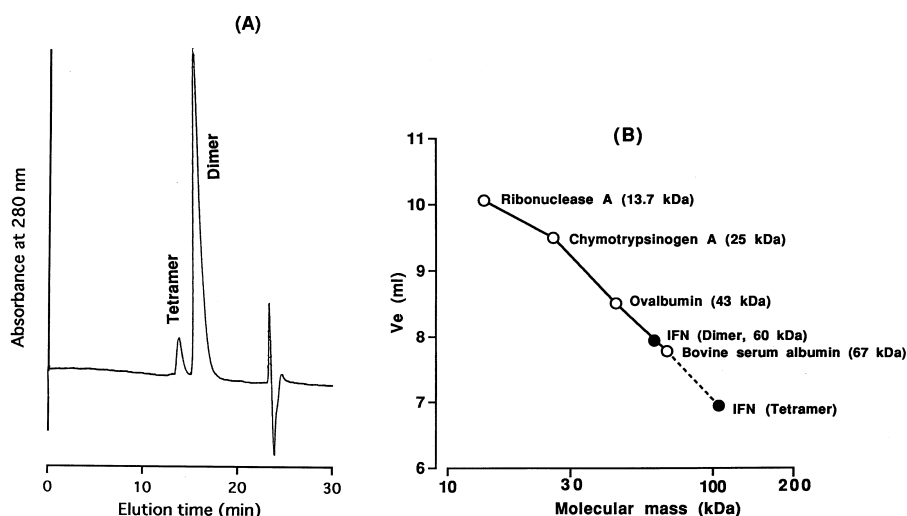 (A)
Absorbance at 280 nm
Tetramer
Dimer
0 10 20 30
Elution time (min)
(B)
Ve (ml)
11
10
9
8
7
6
Ribonuclease A (13.7 kDa)
Chymotrypsinogen A (25 kDa)
Ovalbumin (43 kDa)
IFN (Dimer, 60 kDa)
Bovine serum albumin (67 kDa)
IFN (Tetramer)
10 30 100 200
Molecular mass (kDa)